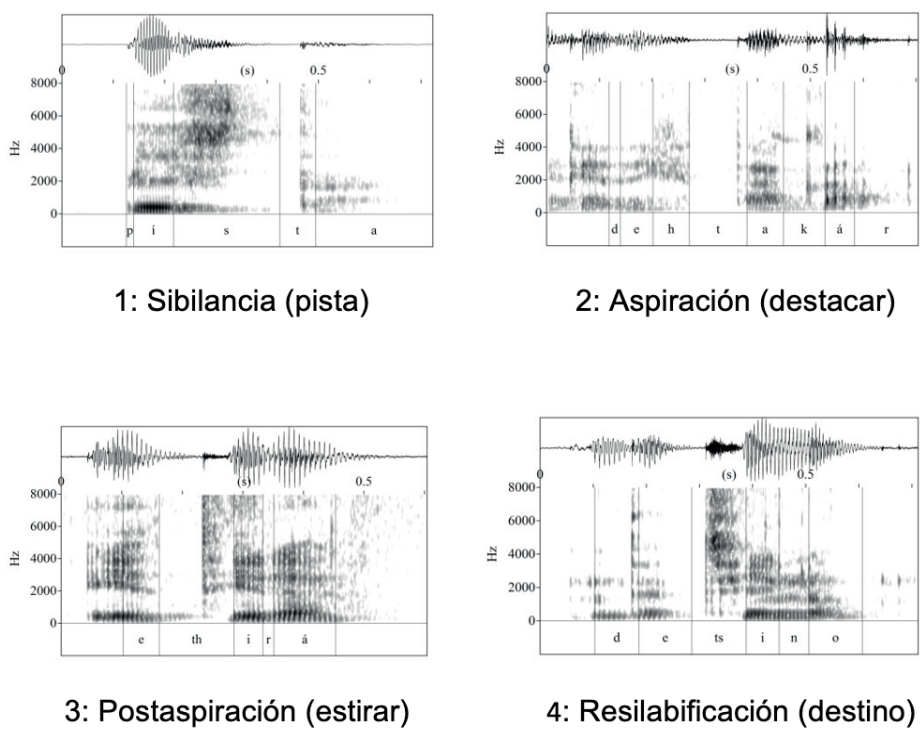 0
(s)
0.5
8000
6000
4000
2000
0
Hz
p i s t a
1: Sibilancia (pista)
0
(s)
0.5
8000
6000
4000
2000
0
Hz
d e h t a k á r
2: Aspiración (destacar)
0
(s)
0.5
8000
6000
4000
2000
0
Hz
e th i r á
3: Postaspiración (estirar)
0
(s)
0.5
8000
6000
4000
2000
0
Hz
d e ts i n o
4: Resilabificación (destino)